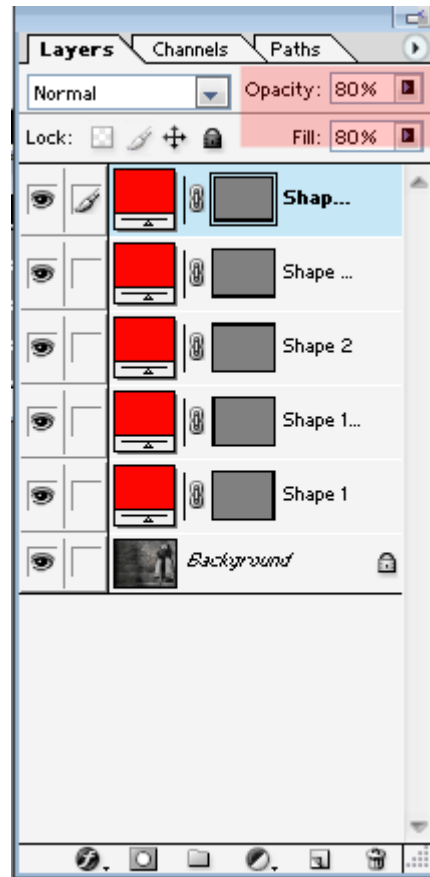 Layers Channels Paths
Normal Opacity: 80%
Lock: Fill: 80%
Shap...
Shape ...
Shape 2
Shape 1...
Shape 1
Background